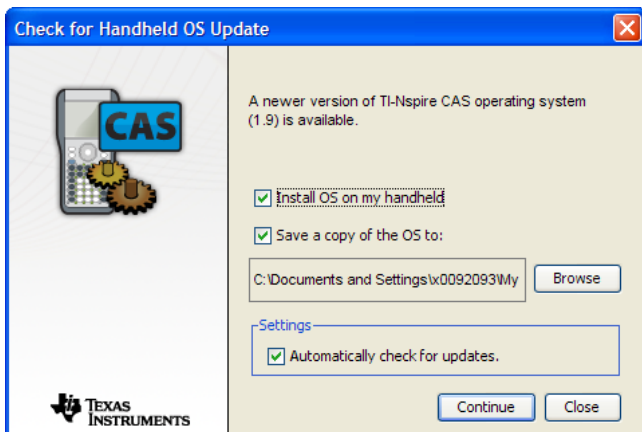 Check for Handheld OS Update
CAS
A newer version of TI-Nspire CAS operating system
(1.9) is available.
Install OS on my handheld
Save a copy of the OS to:
C:\Documents and Settings\x0092093\My
Browse
Settings
Automatically check for updates.
TEXAS
INSTRUMENTS
Continue
Close